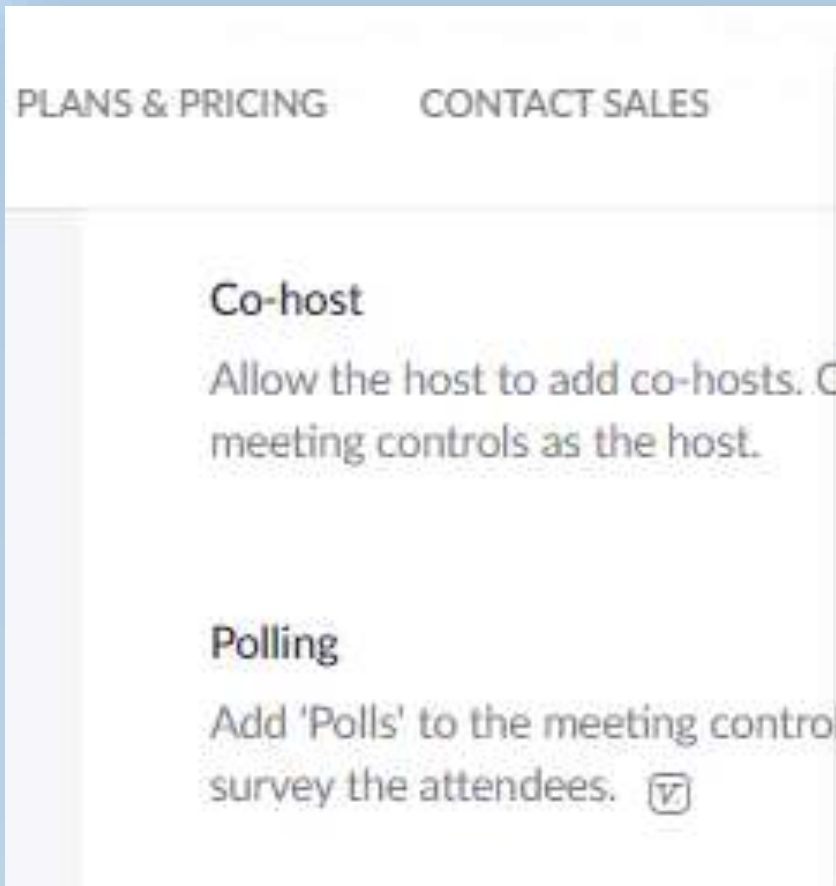 PLANS & PRICING CONTACT SALES
Co-host
Allow the host to add co-hosts. C
meeting controls as the host.
Polling
Add 'Polls' to the meeting control
survey the attendees.